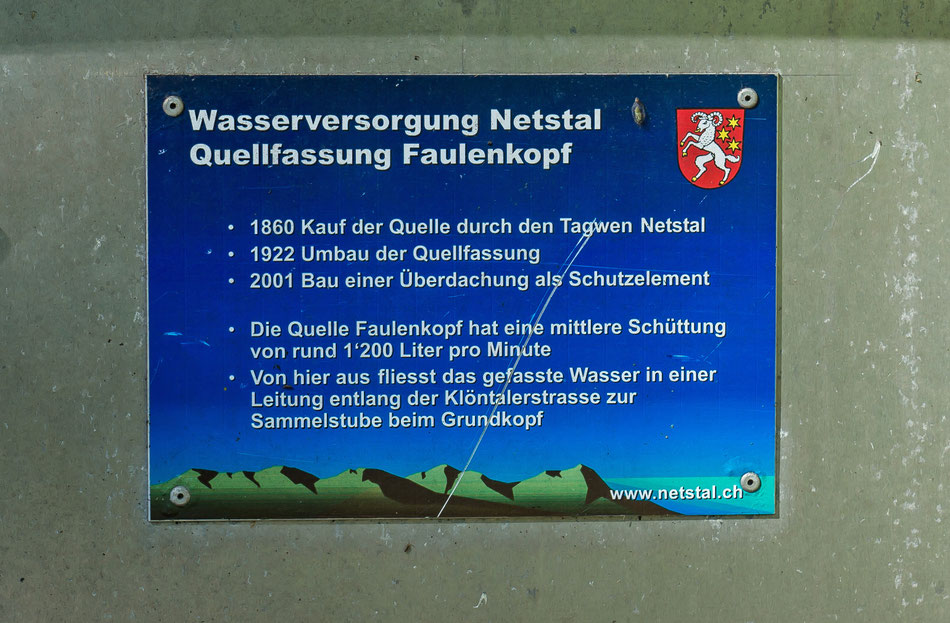 Wasserversorgung Netstal
Quellfassung Faulenkopf
• 1860 Kauf der Quelle durch den Tagwen Netstal
• 1922 Umbau der Quellfassung
• 2001 Bau einer Überdachung als Schutzelement
• Die Quelle Faulenkopf hat eine mittlere Schüttung
von rund 1‘200 Liter pro Minute
• Von hier aus fliesst das gefasste Wasser in einer
Leitung entlang der Klöntalerstrasse zur
Sammelstube beim Grundkopf
www.netstal.ch